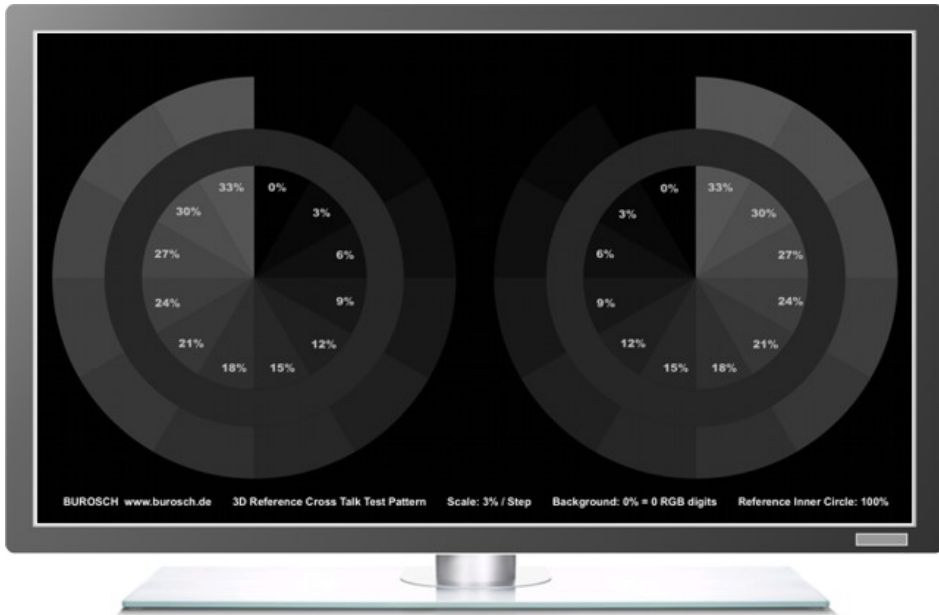 33% 0% 0% 33%
30% 3% 3% 30%
27% 6% 6% 27%
24% 9% 9% 24%
21% 12% 12% 21%
18% 15% 15% 18%
BUROSCH www.burosch.de 3D Reference Cross Talk Test Pattern Scale: 3% / Step Background: 0% = 0 RGB digits Reference Inner Circle: 100%